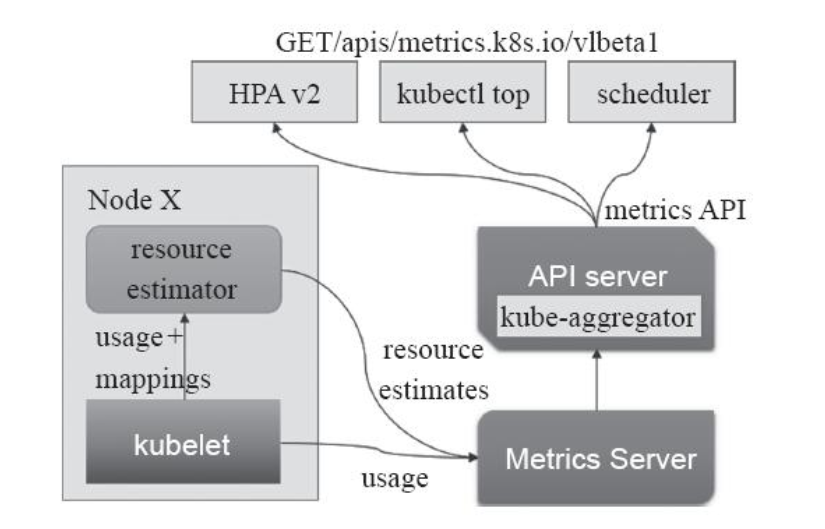 GET/apis/metrics.k8s.io/vlbeta1
HPA v2
kubectl top
scheduler
Node X
metrics API
resource
estimator
API server
kube-aggregator
usage+
mappings
resource
estimates
kubelet
usage
Metrics Server